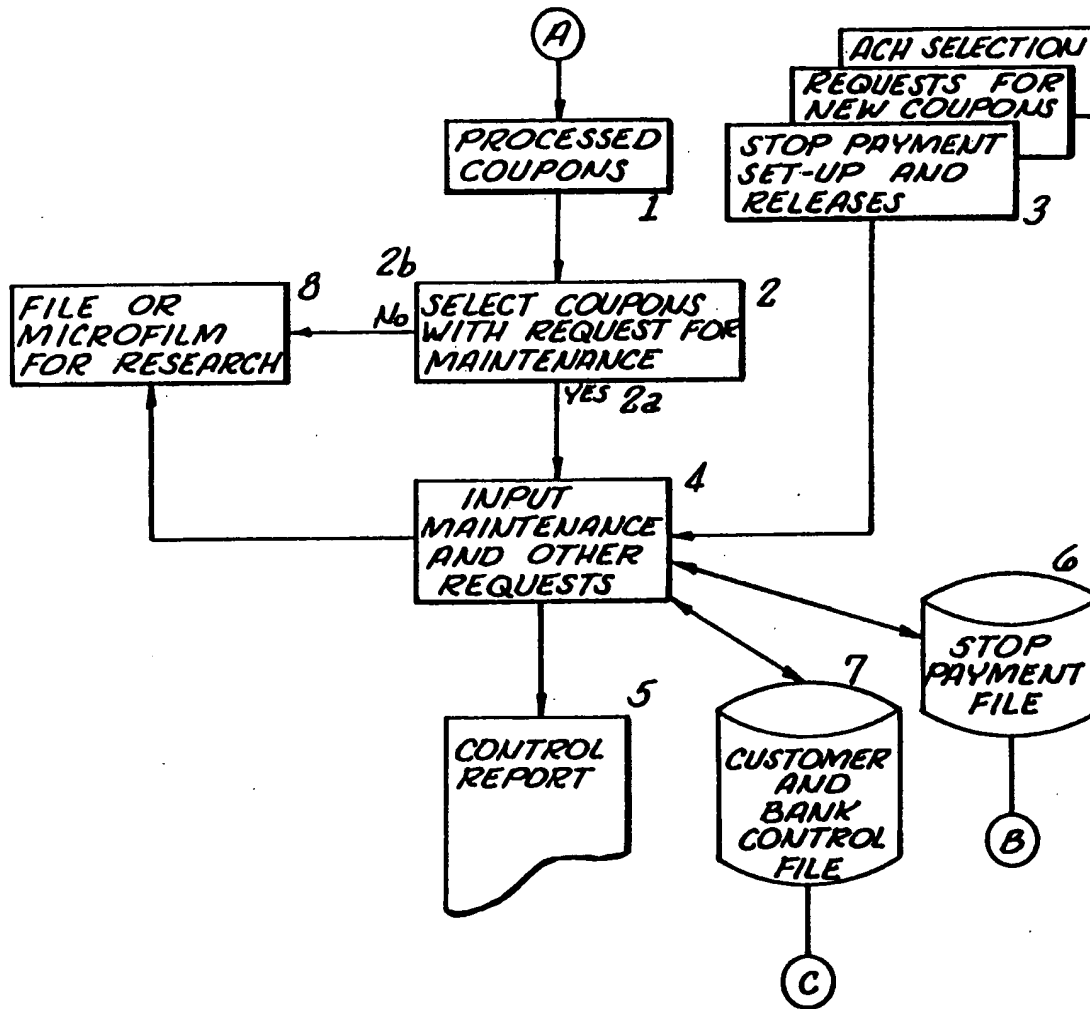 A
ACH SELECTION
REQUESTS FOR
NEW COUPONS
STOP PAYMENT
SET-UP AND
RELEASES
3
PROCESSED
COUPONS
1
2b
SELECT COUPONS
WITH REQUEST FOR
MAINTENANCE
2
No
8
FILE OR
MICROFILM
FOR RESEARCH
YES 2a
4
INPUT
MAINTENANCE
AND OTHER
REQUESTS
6
STOP
PAYMENT
FILE
5
CONTROL
REPORT
7
CUSTOMER
AND
BANK
CONTROL
FILE
B
C